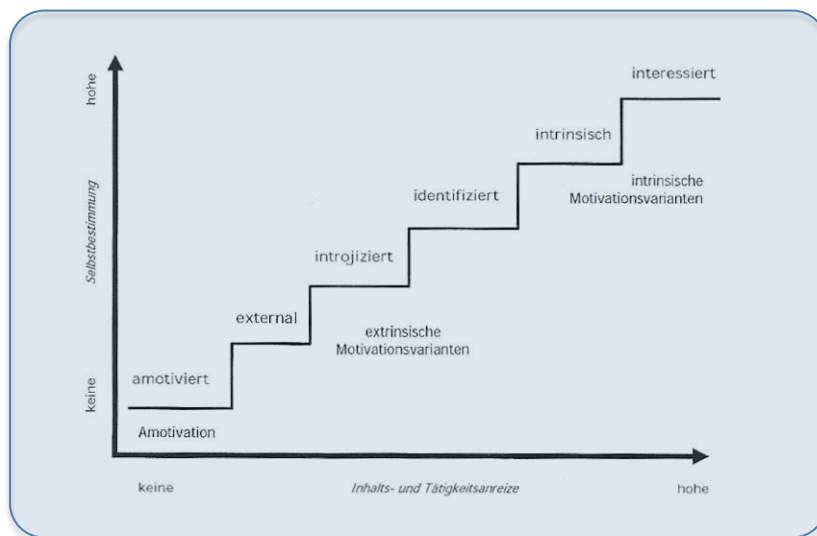 interessiert
hohe
intrinsisch
intrinsische
Motivationsvarianten
identifiziert
Selbstbestimmung
introjiziert
external
extrinsische
Motivationsvarianten
amotiviert
keine
Amotivation
keine
Inhalts- und Tätigkeitsanreize
hohe